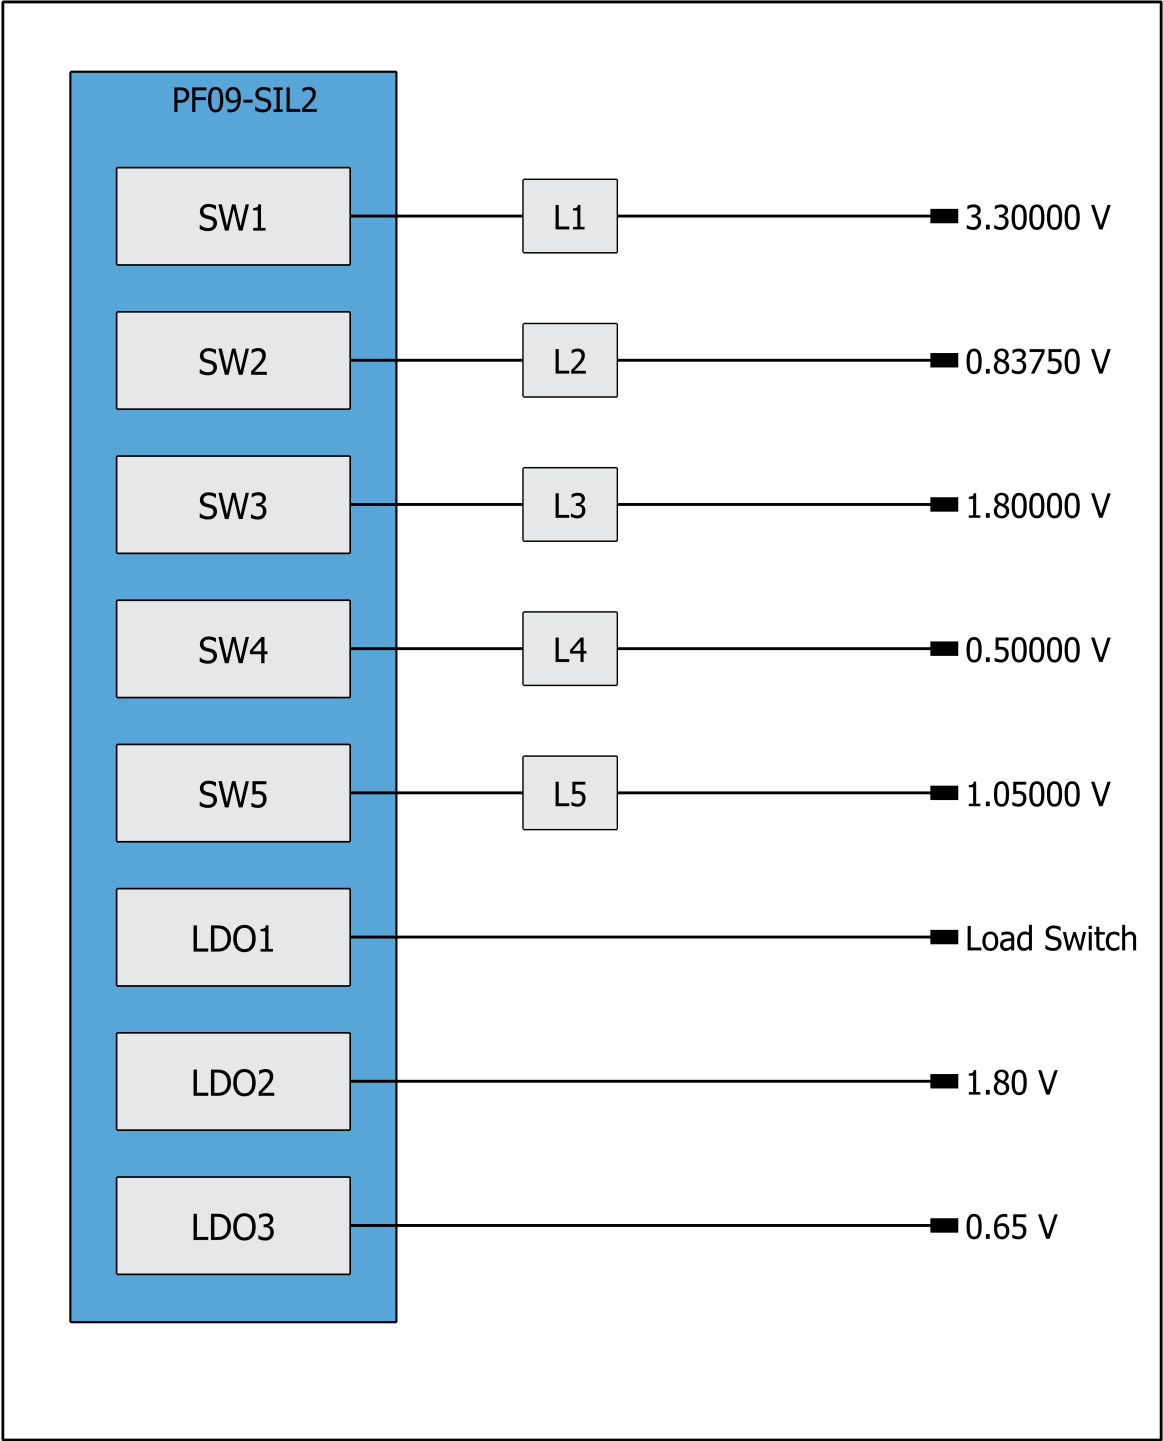 PF09-SIL2
SW1 L1 3.30000 V
SW2 L2 0.83750 V
SW3 L3 1.80000 V
SW4 L4 0.50000 V
SW5 L5 1.05000 V
LDO1 Load Switch
LDO2 1.80 V
LDO3 0.65 V